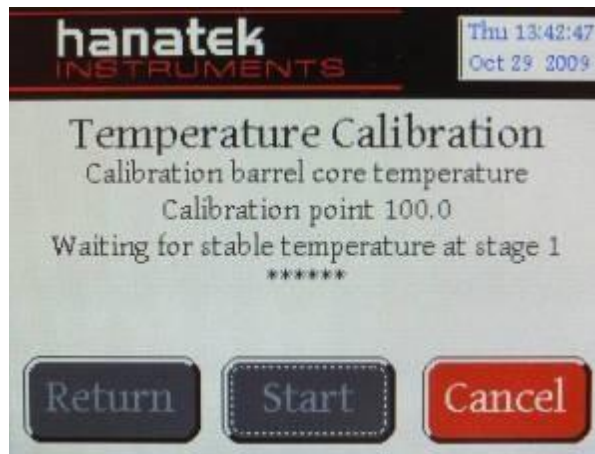 hanatek
INSTRUMENTS
Thu 13:42:47
Oct 29 2009
Temperature Calibration
Calibration barrel core temperature
Calibration point 100.0
Waiting for stable temperature at stage 1
******
Return
Start
Cancel